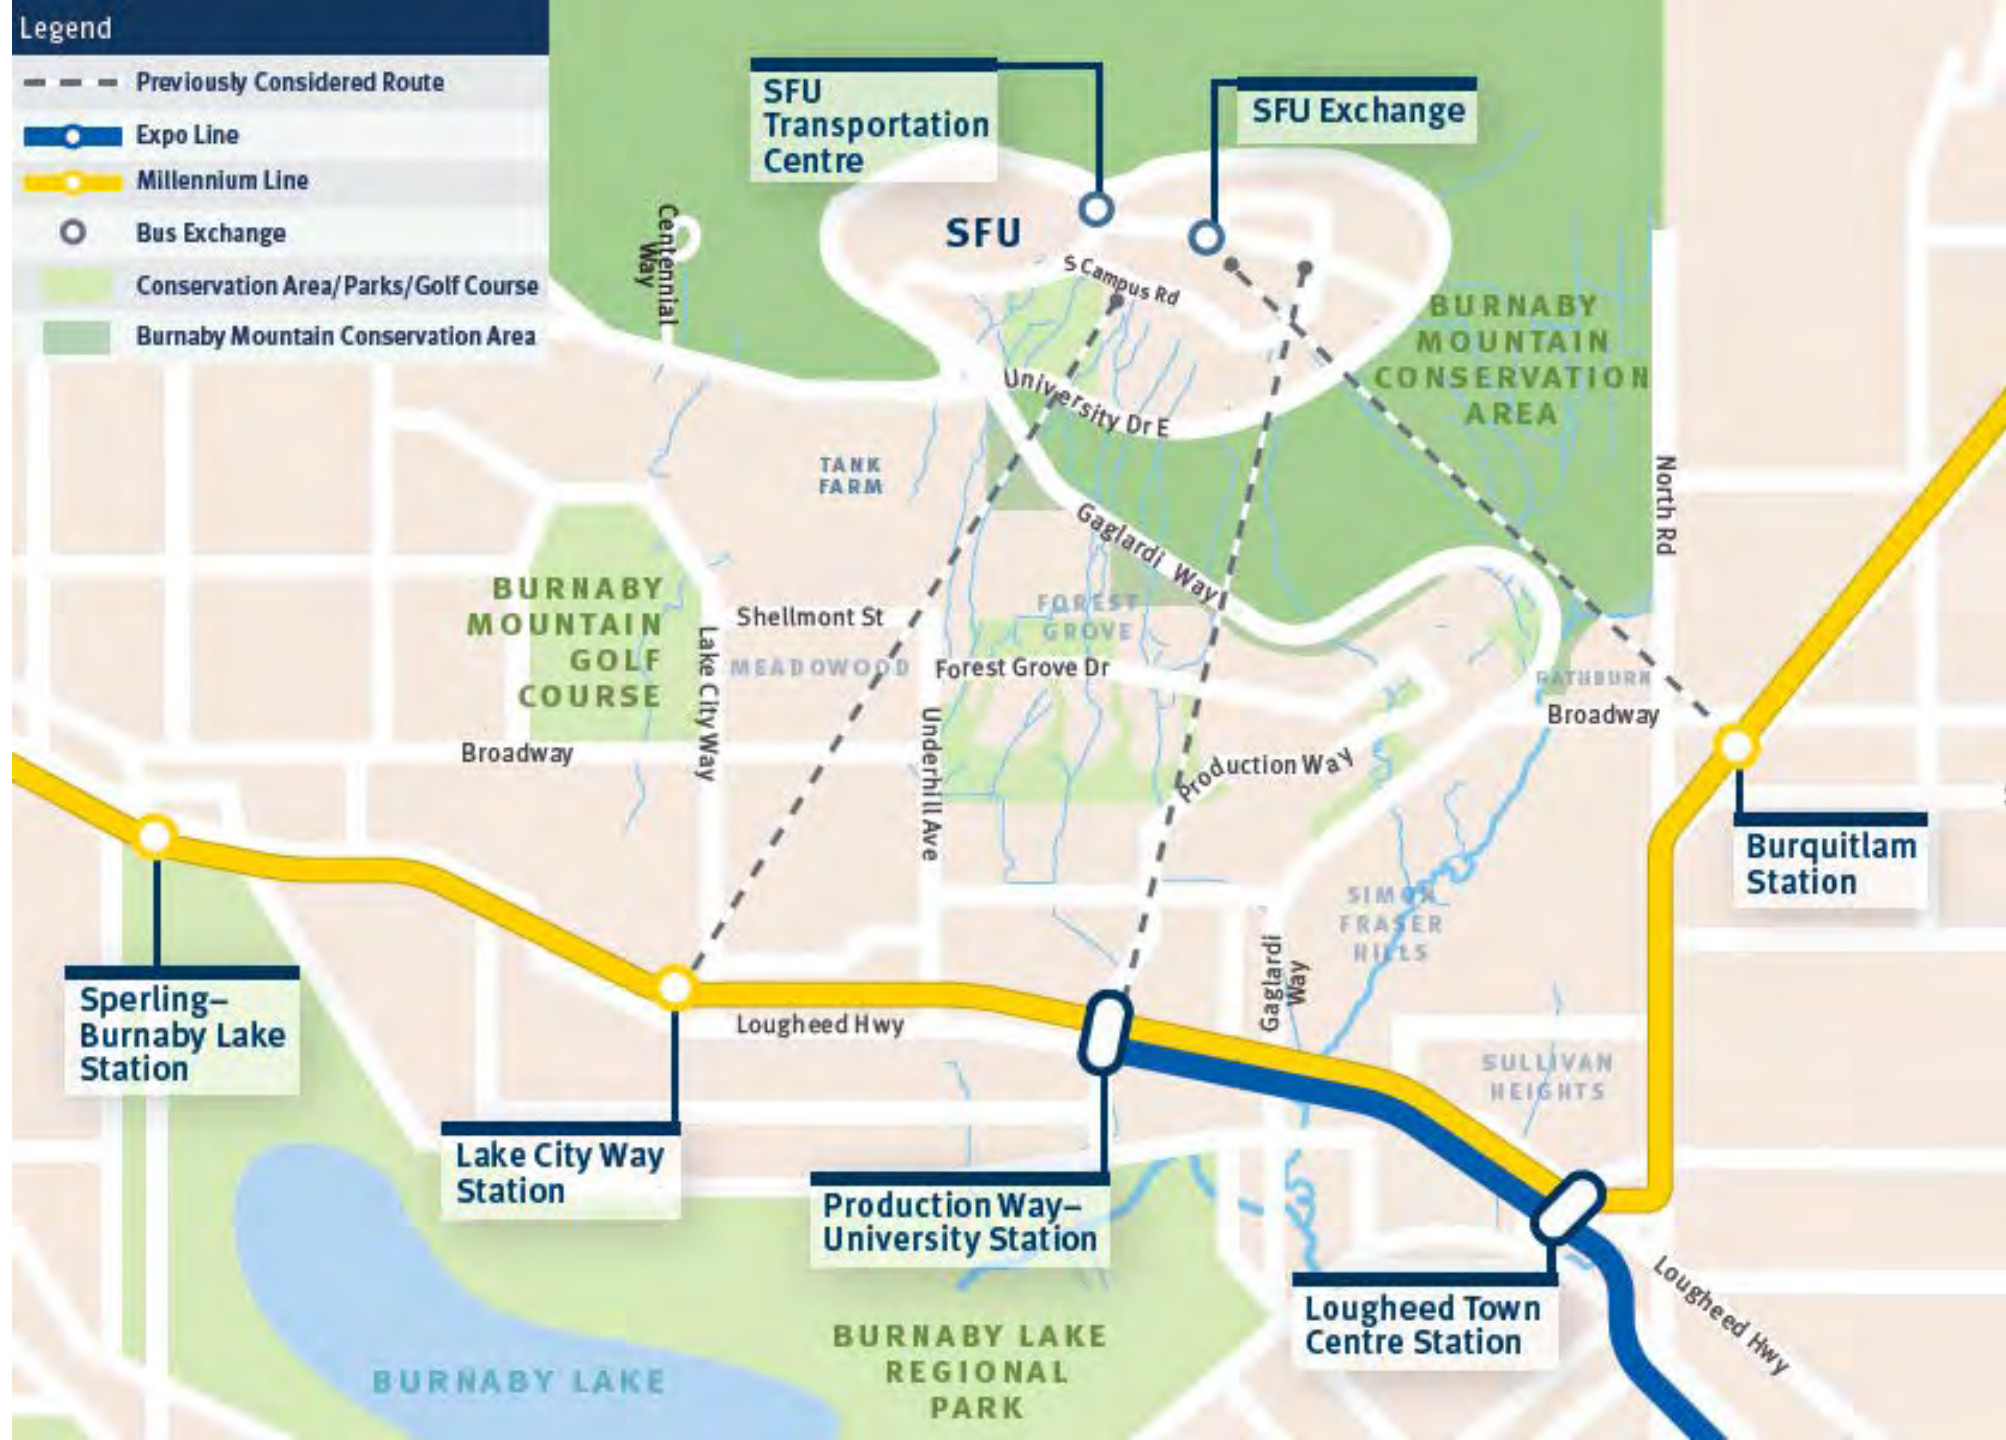 Legend
Previously Considered Route
Expo Line
Millennium Line
Bus Exchange
Conservation Area/Parks/Golf Course
Burnaby Mountain Conservation Area
SFU
Transportation
Centre
SFU Exchange
SFU
S Campus Rd
Centennial
Way
BURNABY
MOUNTAIN
CONSERVATION
AREA
University Dr E
TANK
FARM
North Rd
Gaglardi Way
BURNABY
MOUNTAIN
GOLF
COURSE
Shellmont St
FOREST
GROVE
Lake City Way
MEADOWOOD
Forest Grove Dr
RATHBURN
Broadway
Broadway
Underhill Ave
Production Way
Burquitlam
Station
SIMON
FRASER
HILLS
Gaglardi
Way
Sperling–
Burnaby Lake
Station
Lougheed Hwy
SULLIVAN
HEIGHTS
Lake City Way
Station
Production Way–
University Station
Lougheed Town
Centre Station
Lougheed Hwy
BURNABY LAKE
BURNABY LAKE
REGIONAL
PARK